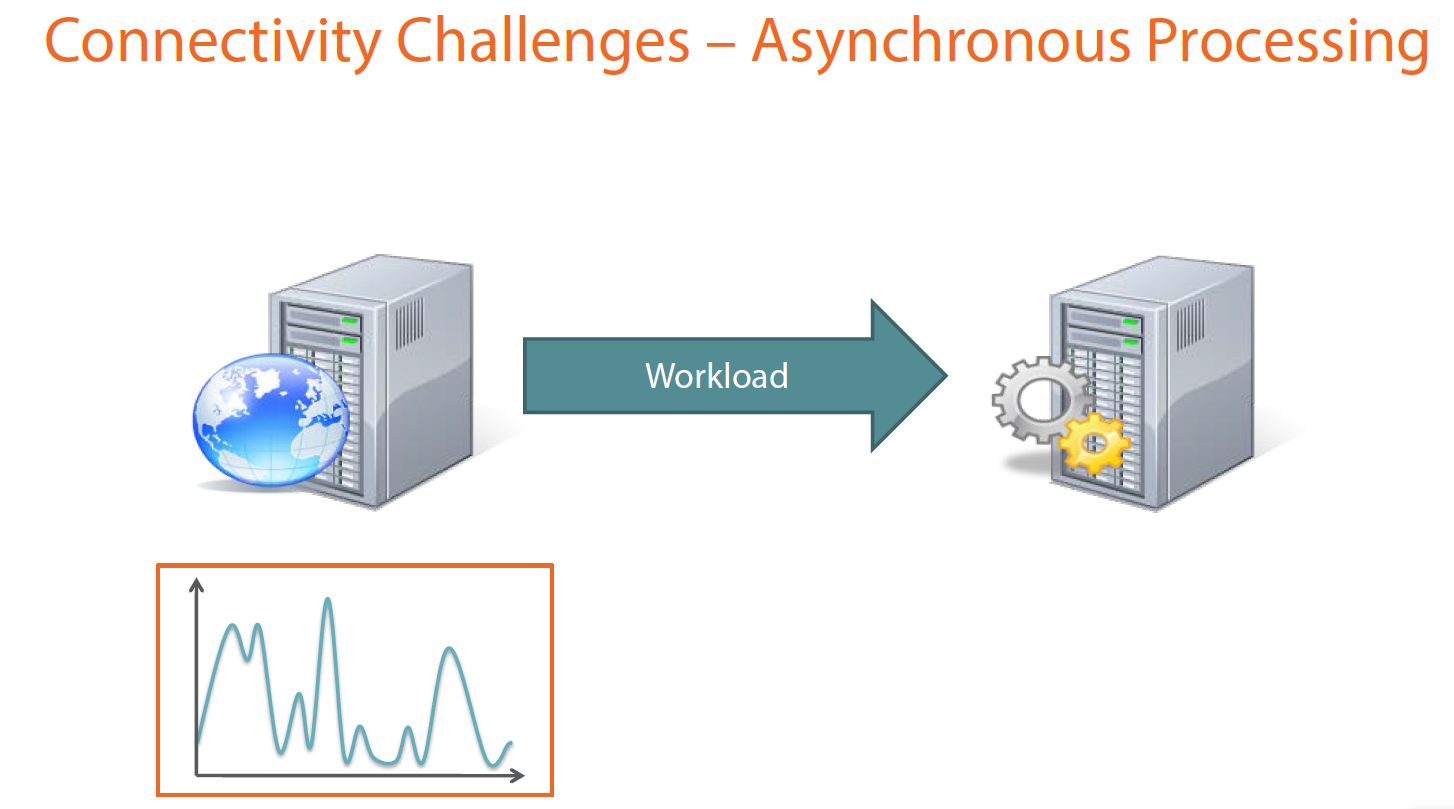 Connectivity Challenges – Asynchronous Processing
Workload